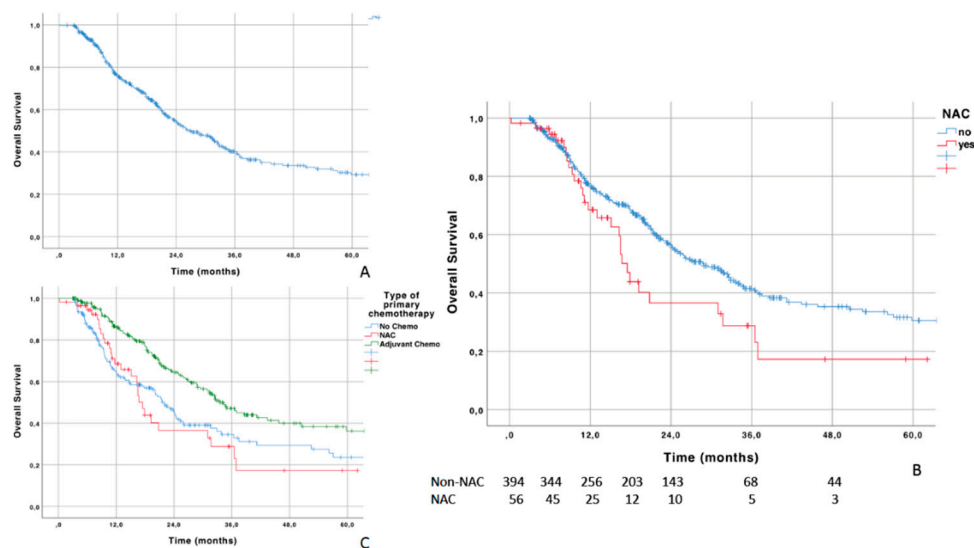 1,0
0,8
0,6
0,4
0,2
0,0
Overall Survival
,0 12,0 24,0 36,0 48,0 60,0
Time (months)
A
1,0
0,8
0,6
0,4
0,2
0,0
Overall Survival
,0 12,0 24,0 36,0 48,0 60,0
Time (months)
Type of
primary
chemotherapy
No Chemo
NAC
Adjuvant Chemo
C
1,0
0,8
0,6
0,4
0,2
0,0
Overall Survival
,0 12,0 24,0 36,0 48,0 60,0
Time (months)
NAC
no
yes
B
Non-NAC 394 344 256 203 143 68 44
NAC 56 45 25 12 10 5 3